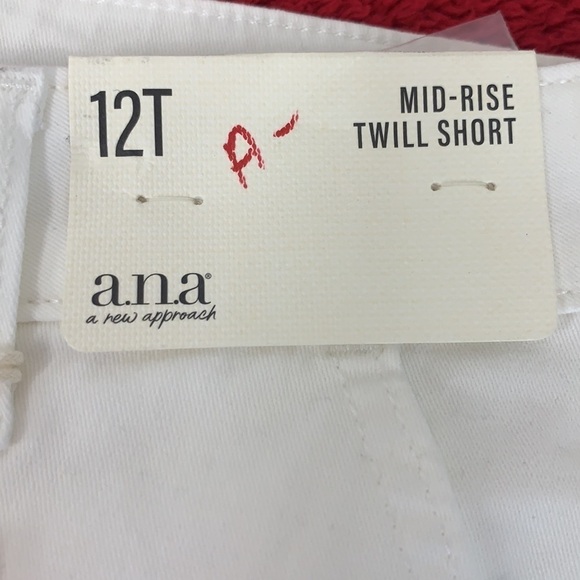 12T
A-
MID-RISE
TWILL SHORT
a.n.a®
a new approach